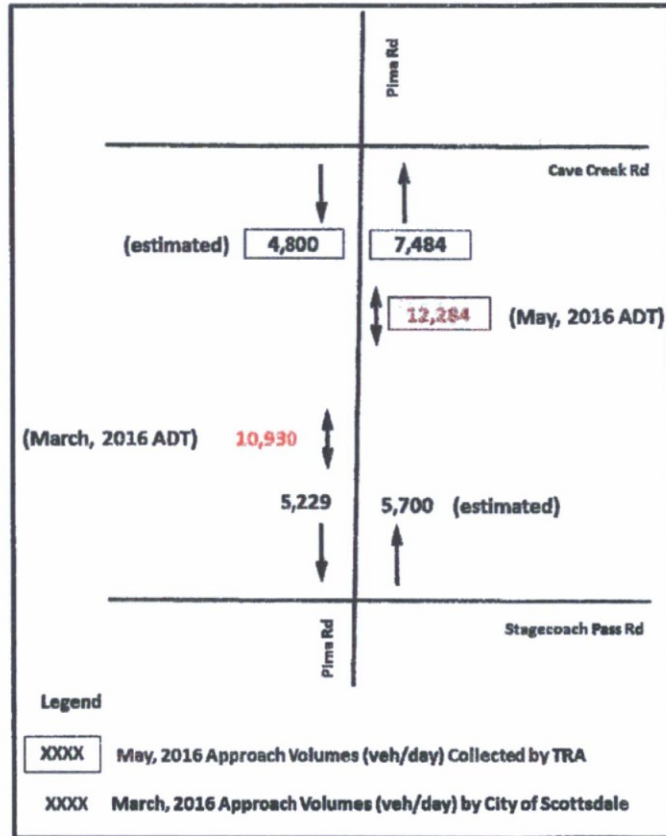 Pima Rd
Cave Creek Rd
(estimated) 4,800 7,484
12,284 (May, 2016 ADT)
(March, 2016 ADT) 10,930
5,229 5,700 (estimated)
Pima Rd
Stagecoach Pass Rd
Legend
XXXX May, 2016 Approach Volumes (veh/day) Collected by TRA
XXXX March, 2016 Approach Volumes (veh/day) by City of Scottsdale